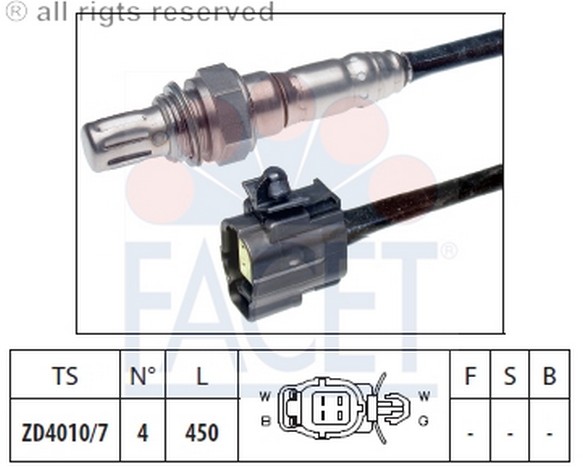 ® all rigts reserved
FACET®
TS N° L F S B
W W
B G
ZD4010/7 4 450 - - -